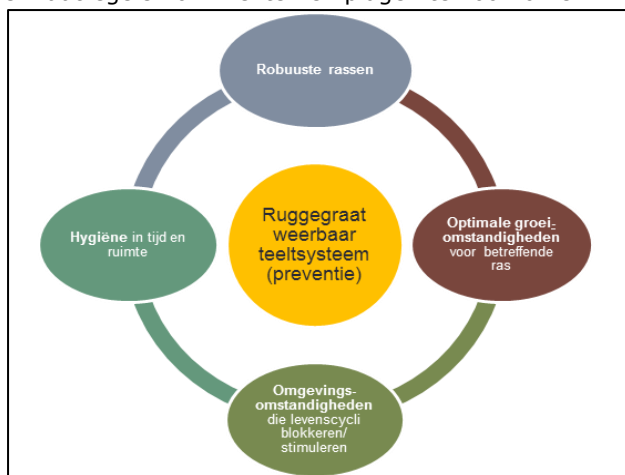 Robuuste rassen
Optimale groei-
omstandigheden
voor betreffende
ras
Ruggegraat
weerbaar
teeltsysteem
(preventie)
Hygiëne in tijd en
ruimte
Omgevings-
omstandigheden
die levenscycli
blokkeren/
stimuleren